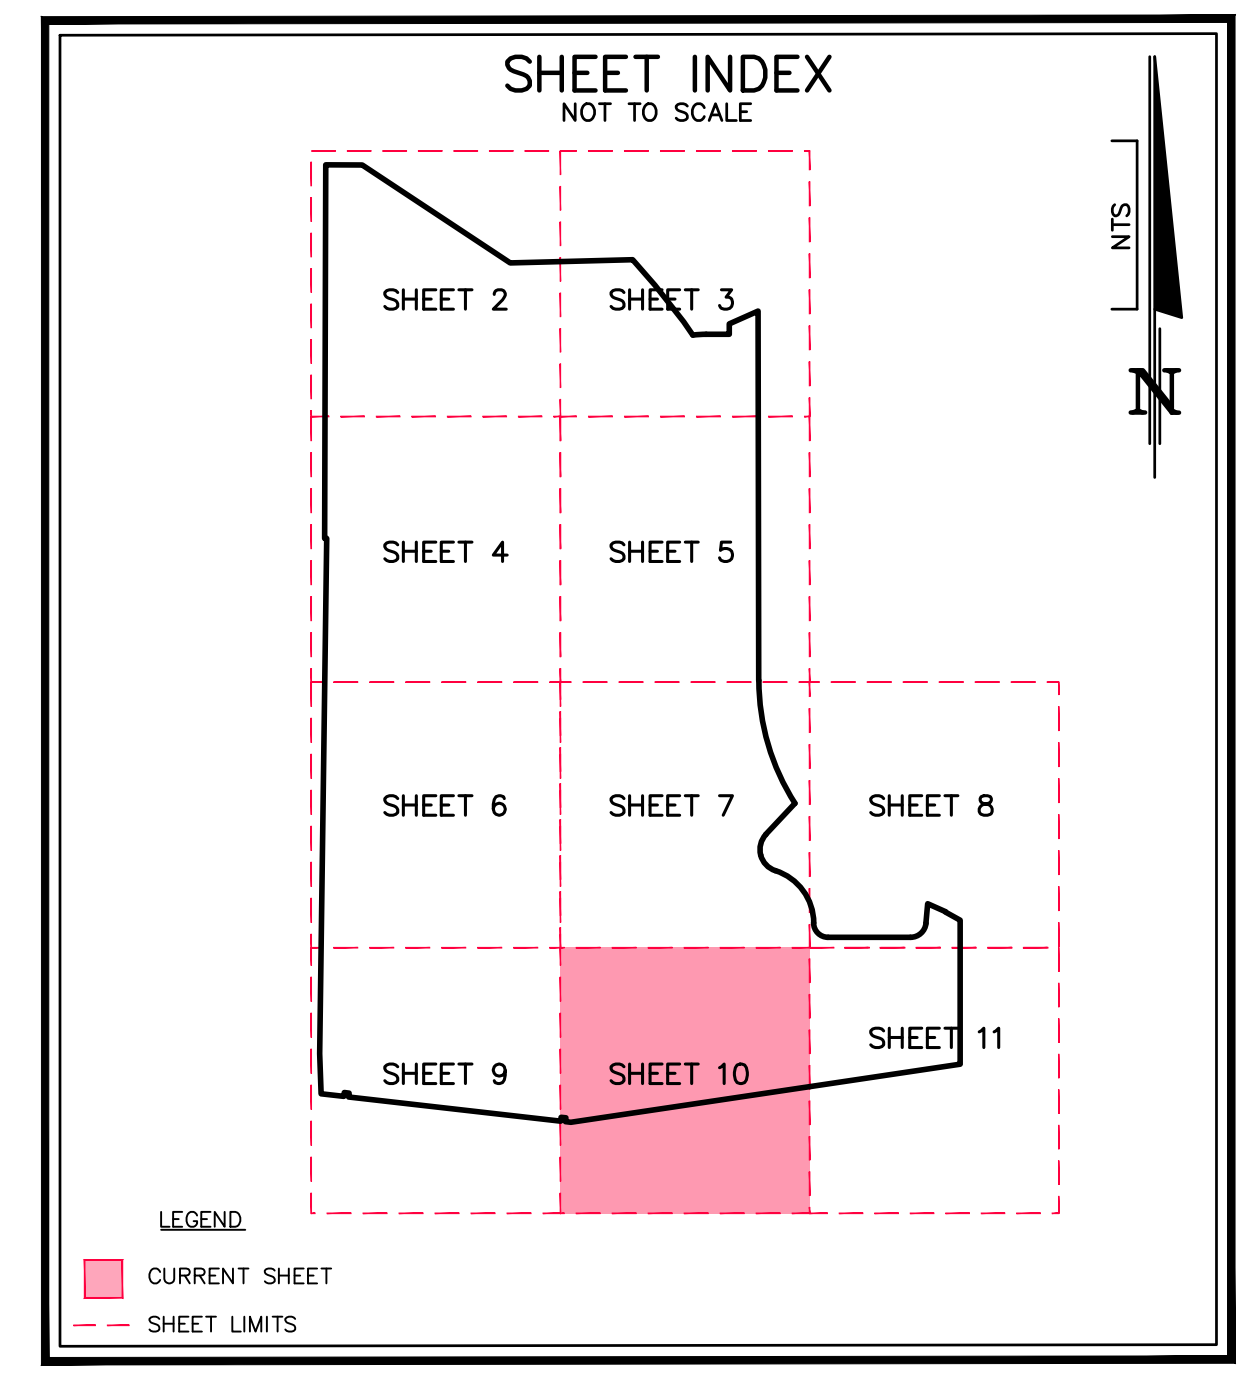 SHEET INDEX
NOT TO SCALE
NTS
N
SHEET 2
SHEET 3
SHEET 4
SHEET 5
SHEET 6
SHEET 7
SHEET 8
SHEET 9
SHEET 10
SHEET 11
LEGEND
CURRENT SHEET
SHEET LIMITS